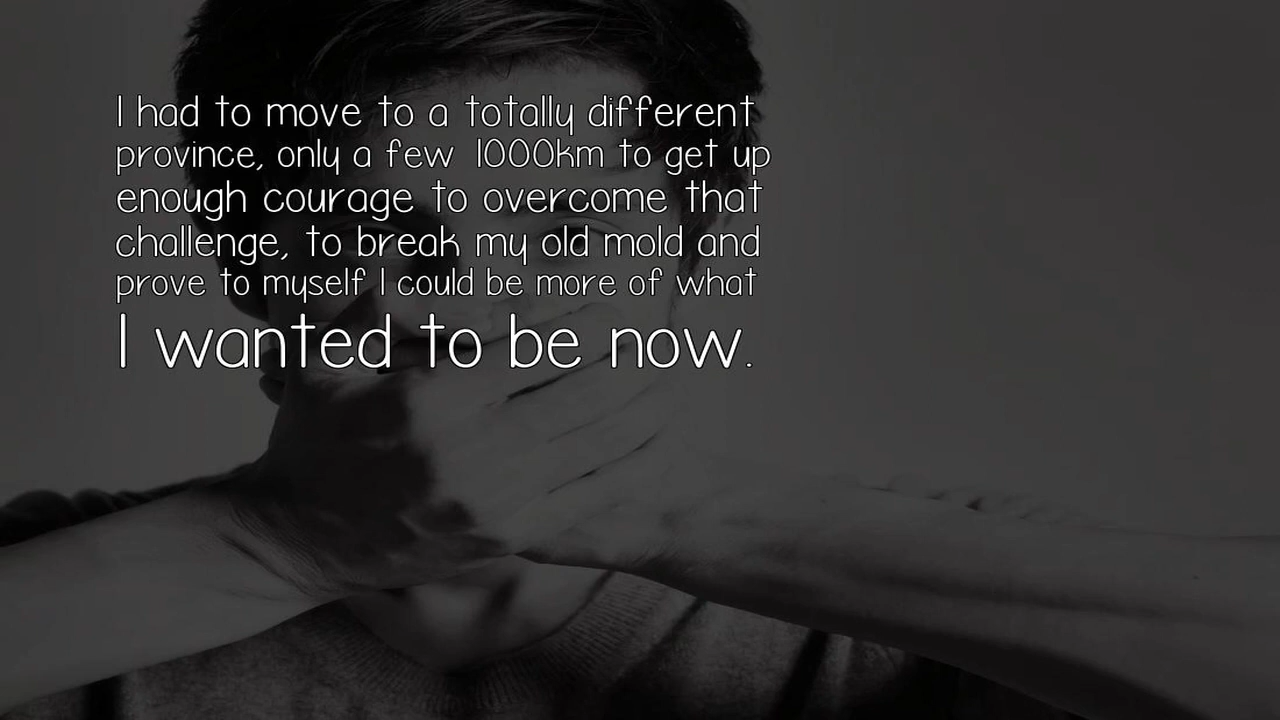 I had to move to a totally different
province, only a few 1000km to get up
enough courage to overcome that
challenge, to break my old mold and
prove to myself I could be more of what
I wanted to be now.